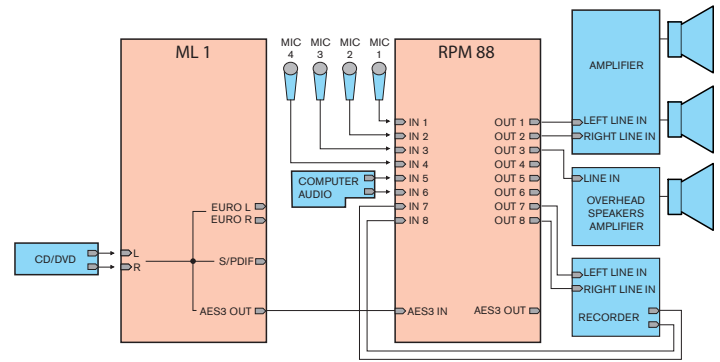 ML 1
EURO L
EURO R
S/PDIF
AES3 OUT
L
R
CD/DVD
MIC
4
MIC
3
MIC
2
MIC
1
RPM 88
IN 1
IN 2
IN 3
IN 4
IN 5
IN 6
IN 7
IN 8
AES3 IN
OUT 1
OUT 2
OUT 3
OUT 4
OUT 5
OUT 6
OUT 7
OUT 8
AES3 OUT
COMPUTER
AUDIO
AMPLIFIER
LEFT LINE IN
RIGHT LINE IN
LINE IN
OVERHEAD
SPEAKERS
AMPLIFIER
LEFT LINE IN
RIGHT LINE IN
RECORDER